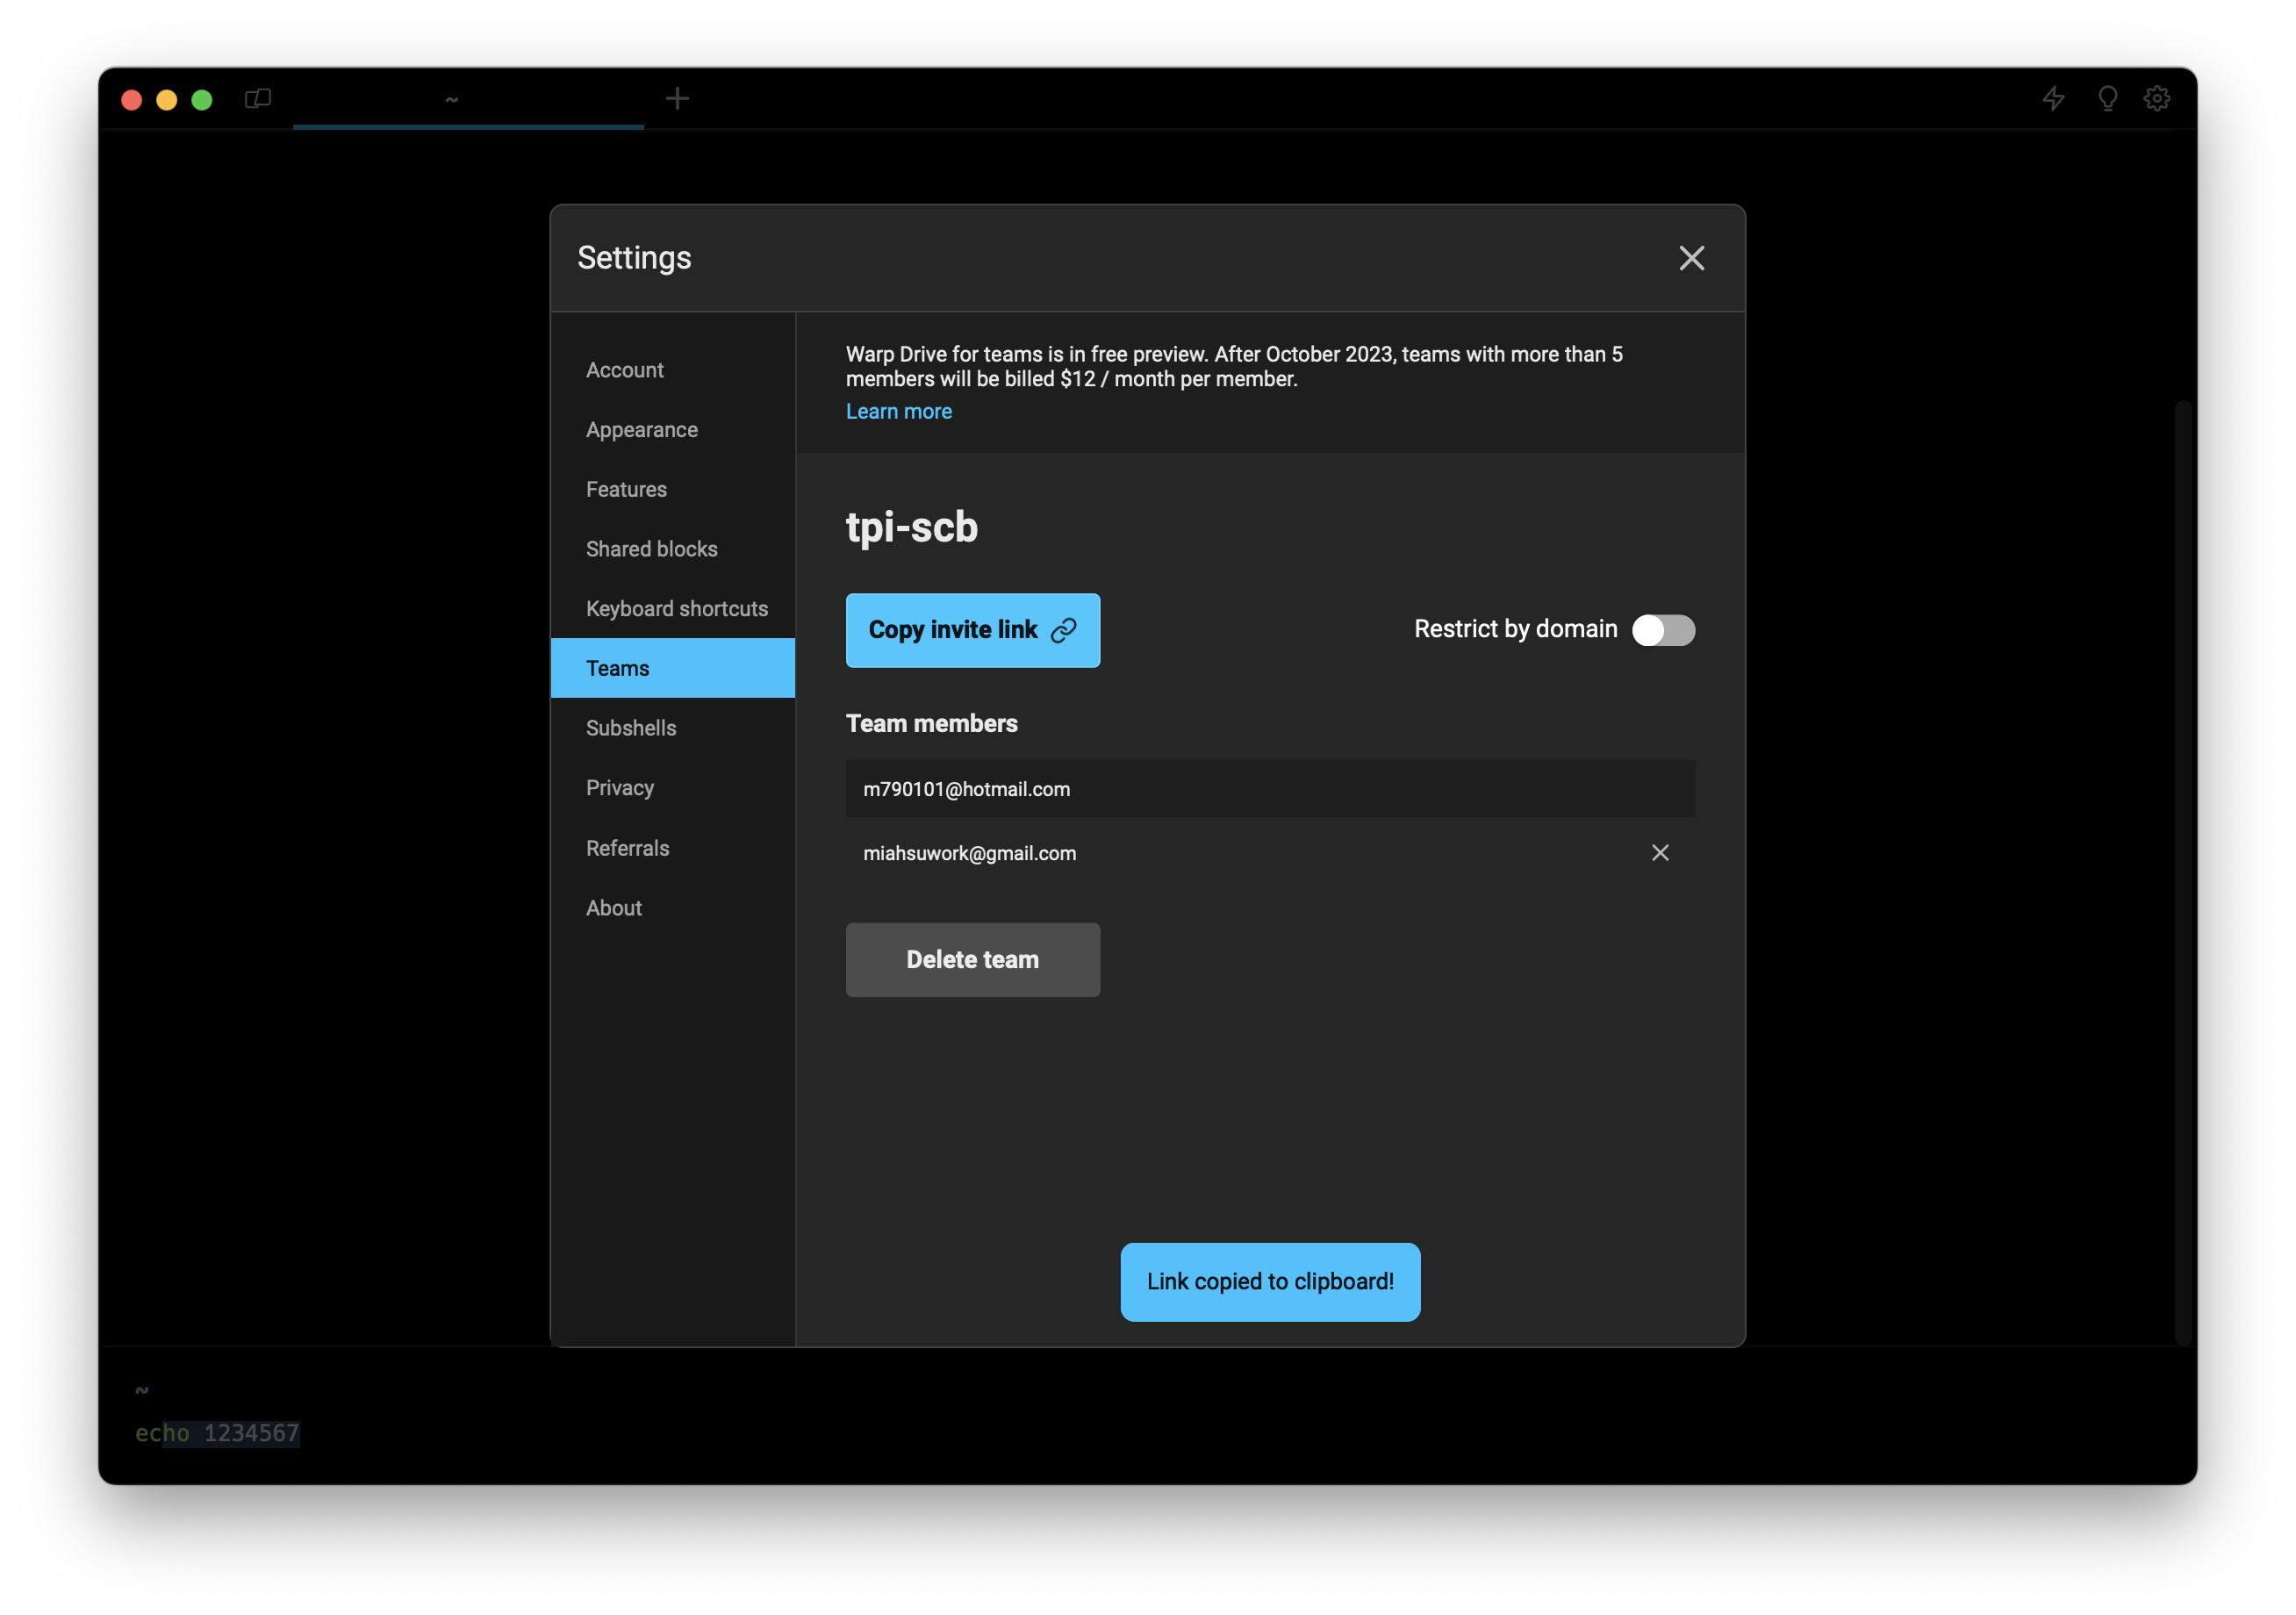 ~
Settings
Account
Appearance
Features
Shared blocks
Keyboard shortcuts
Teams
Subshells
Privacy
Referrals
About
Warp Drive for teams is in free preview. After October 2023, teams with more than 5
members will be billed $12 / month per member.
Learn more
tpi-scb
Copy invite link
Restrict by domain
Team members
m790101@hotmail.com
miahsuwork@gmail.com
Delete team
Link copied to clipboard!
~
echo 1234567